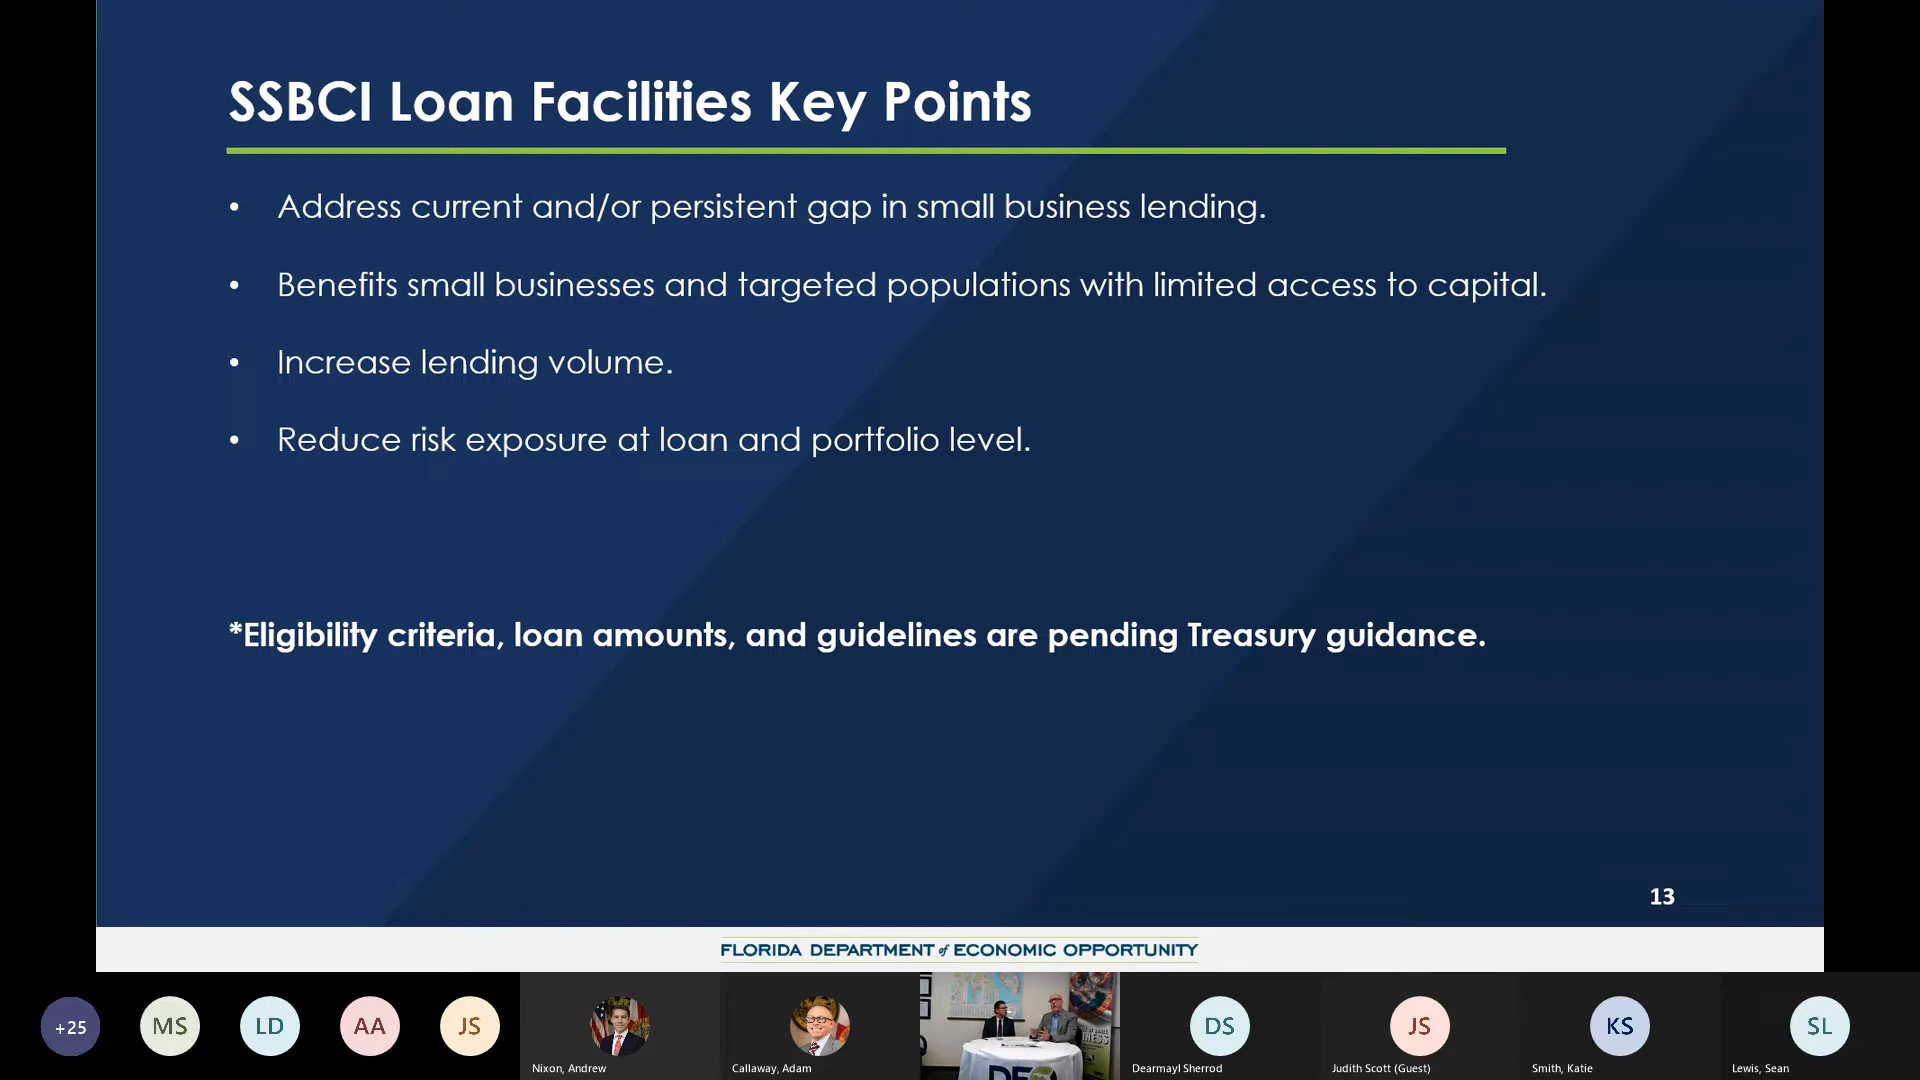 SSBCI Loan Facilities Key Points
• Address current and/or persistent gap in small business lending.
• Benefits small businesses and targeted populations with limited access to capital.
• Increase lending volume.
• Reduce risk exposure at loan and portfolio level.
*Eligibility criteria, loan amounts, and guidelines are pending Treasury guidance.
13
FLORIDA DEPARTMENT of ECONOMIC OPPORTUNITY
+25
MS
LD
AA
JS
DS
JS
KS
SL
Nixon, Andrew
Callaway, Adam
Dearmayl Sherrod
Judith Scott (Guest)
Smith, Katie
Lewis, Sean